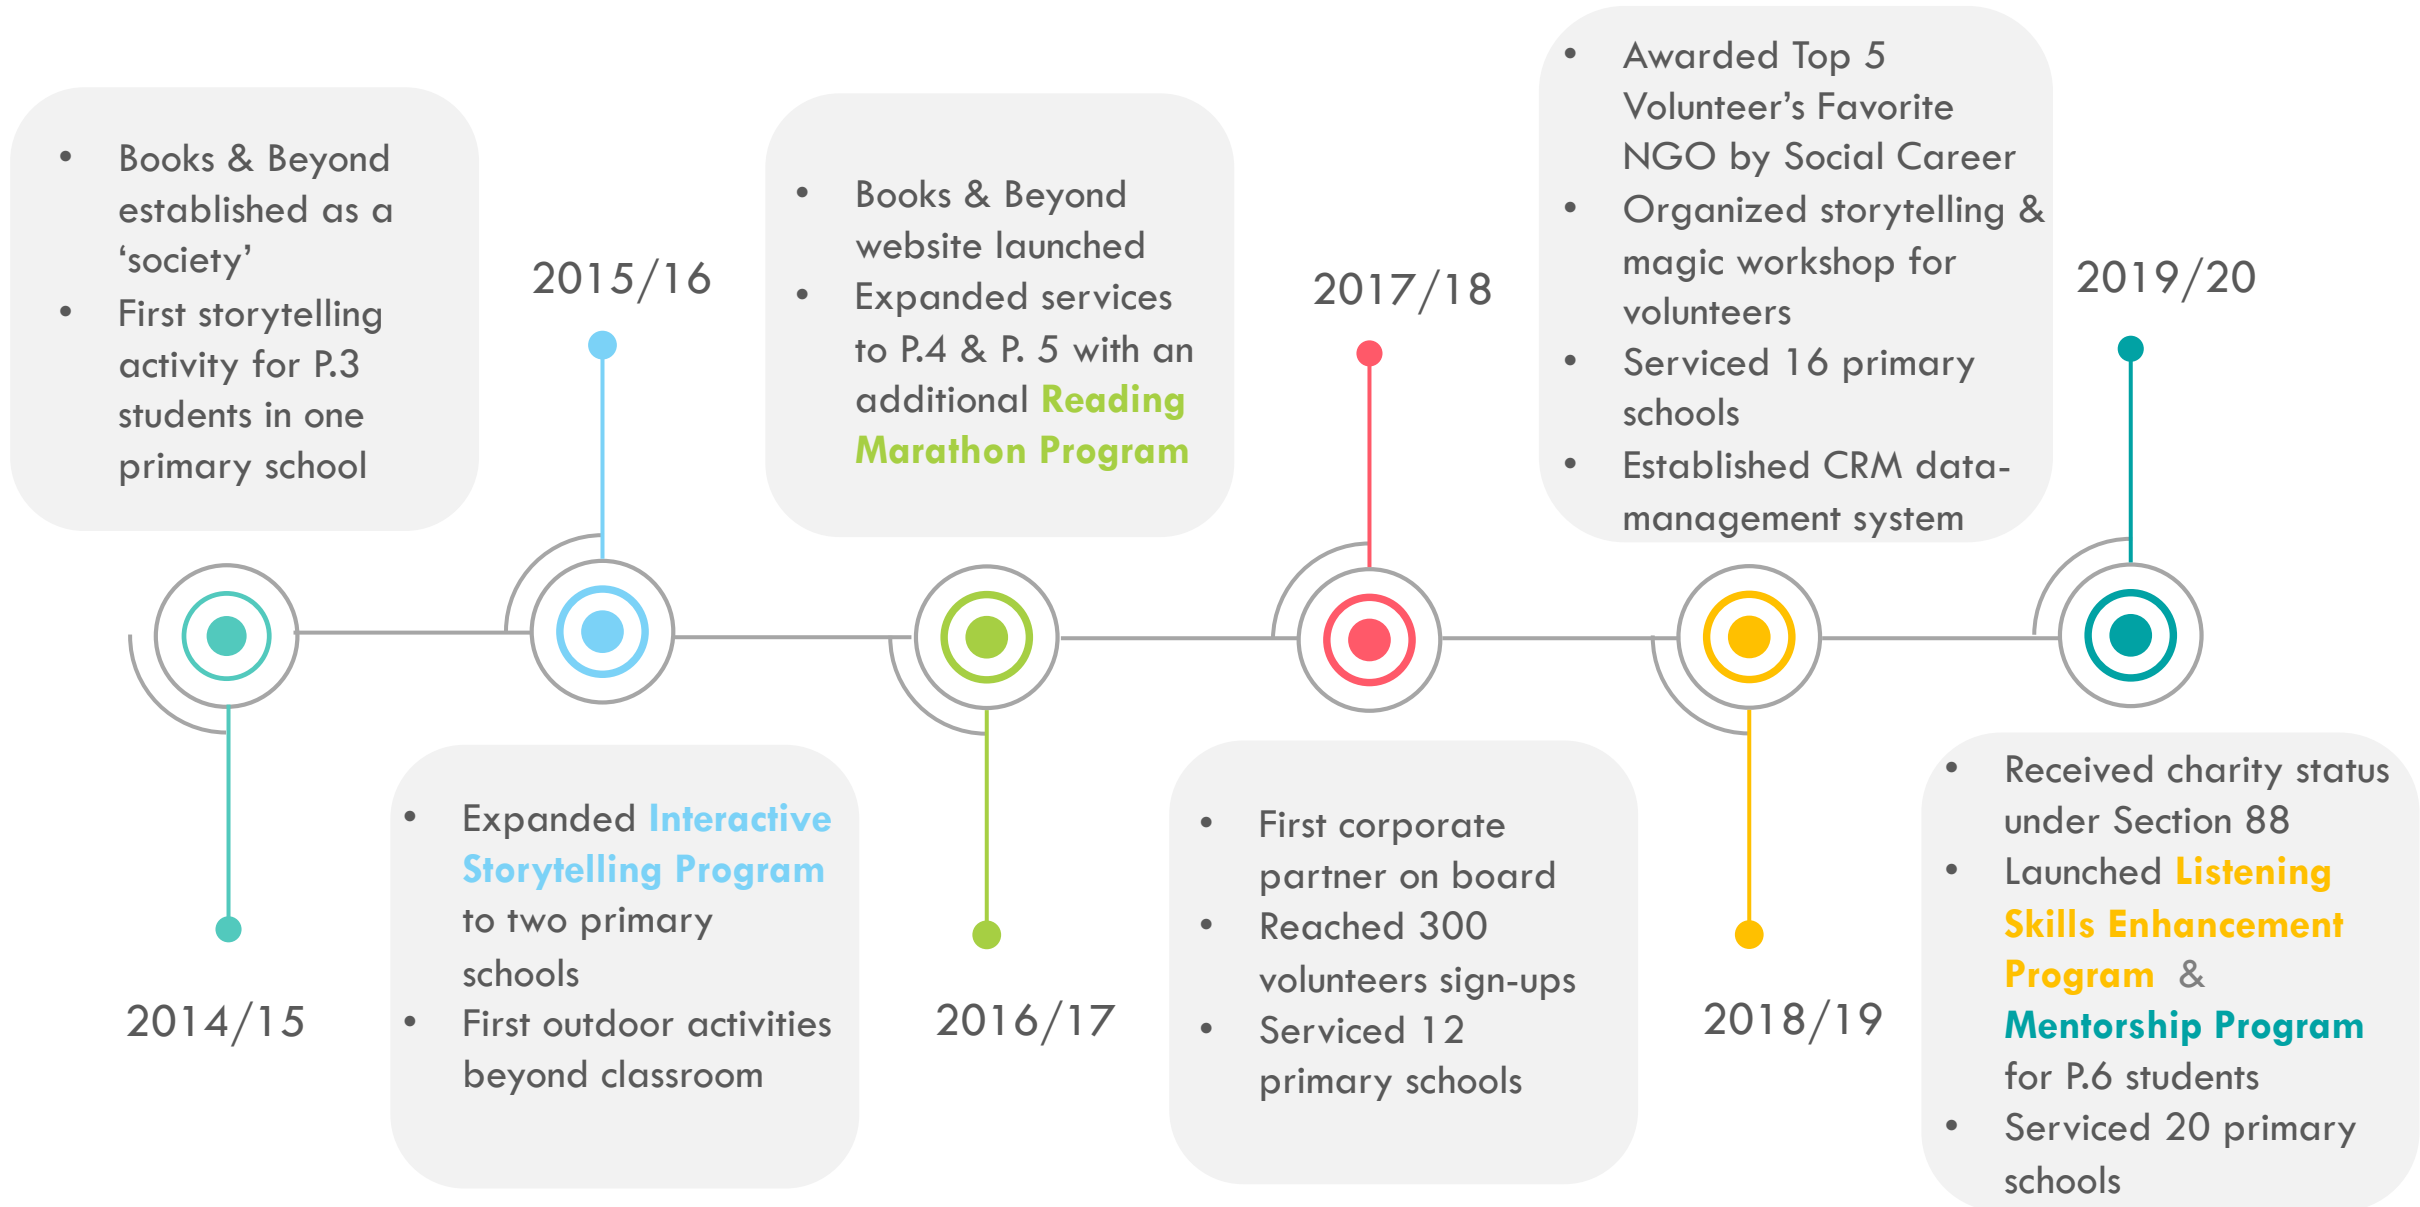 • Books & Beyond
established as a
‘society’
• First storytelling
activity for P.3
students in one
primary school
2014/15
2015/16
• Expanded Interactive
Storytelling Program
to two primary
schools
• First outdoor activities
beyond classroom
• Books & Beyond
website launched
• Expanded services
to P.4 & P. 5 with an
additional Reading
Marathon Program
2016/17
2017/18
• First corporate
partner on board
• Reached 300
volunteers sign-ups
• Serviced 12
primary schools
• Awarded Top 5
Volunteer’s Favorite
NGO by Social Career
• Organized storytelling &
magic workshop for
volunteers
• Serviced 16 primary
schools
• Established CRM data-
management system
2018/19
2019/20
• Received charity status
under Section 88
• Launched Listening
Skills Enhancement
Program &
Mentorship Program
for P.6 students
• Serviced 20 primary
schools